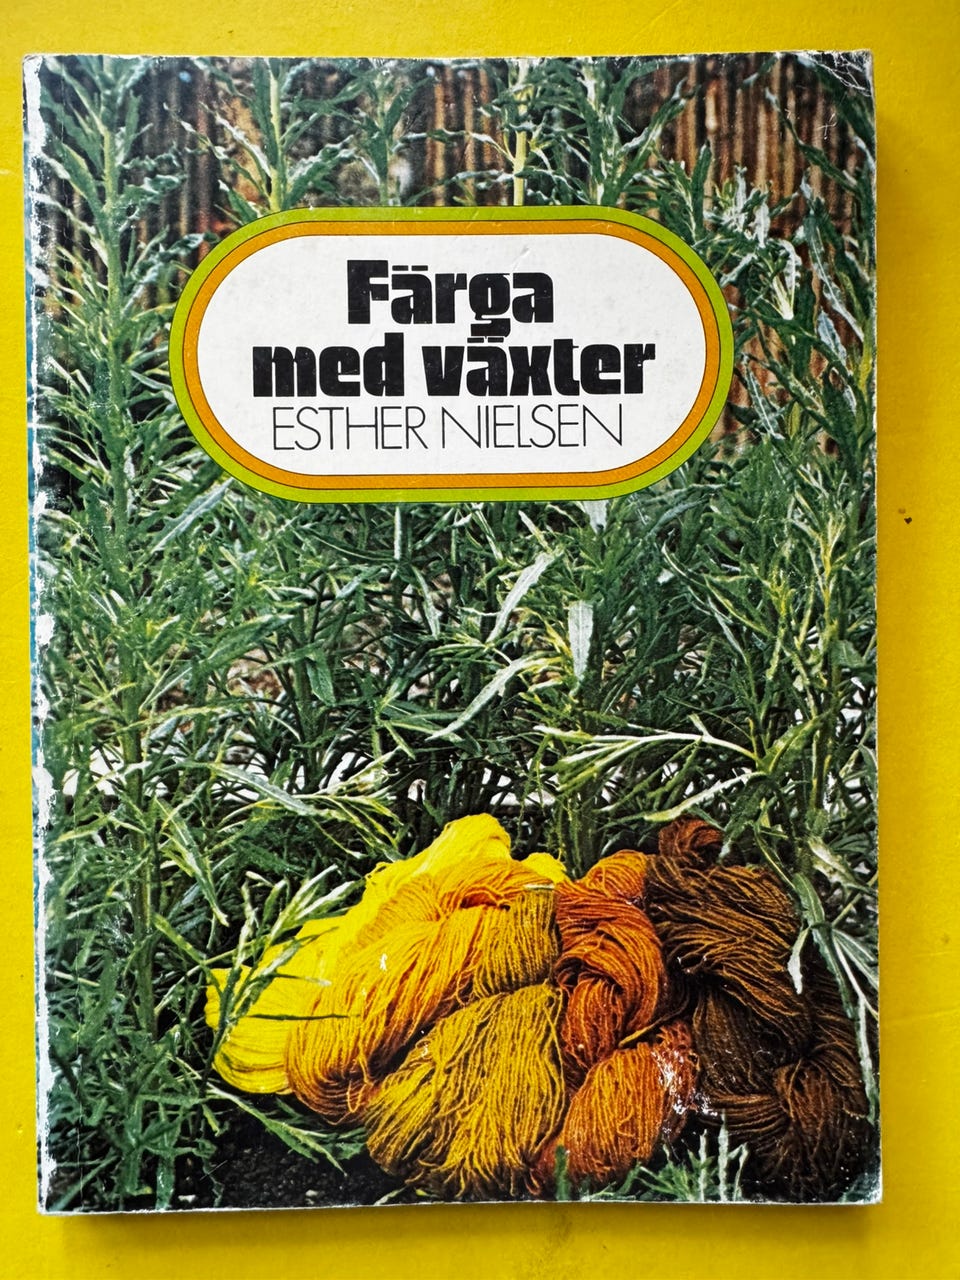 Färga
med växter
ESTHER NIELSEN